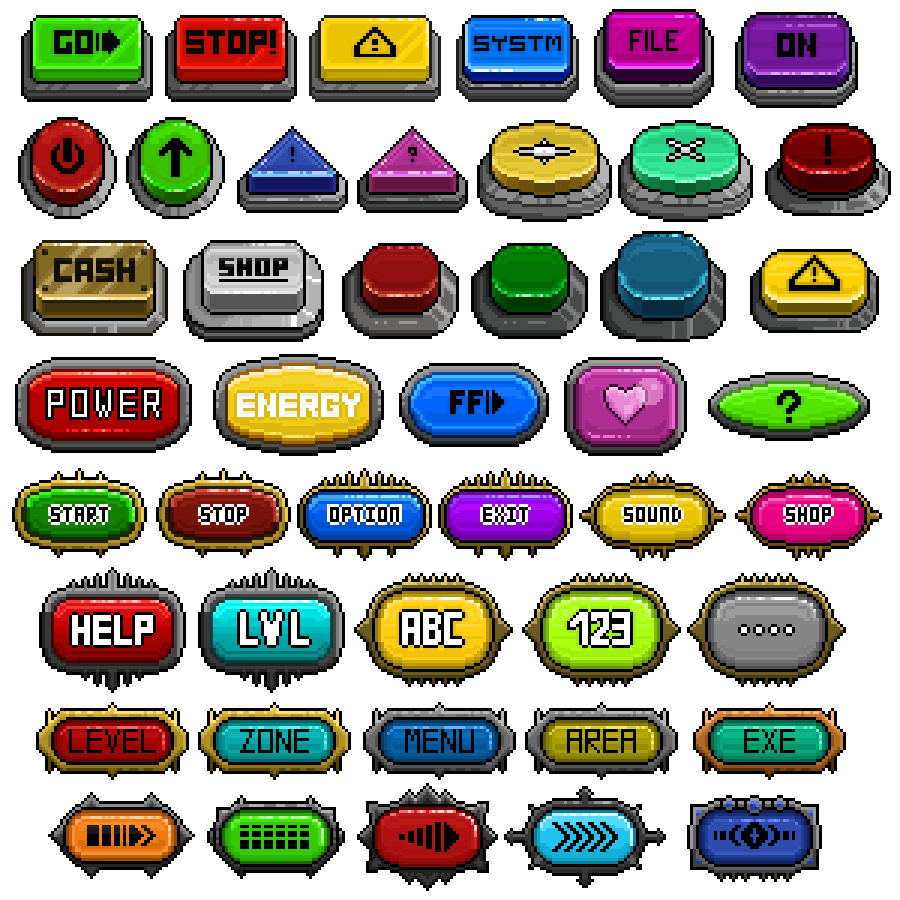 GO
STOP!
!
SYSTM
FILE
ON
!
?
!
CASH
SHOP
!
POWER
ENERGY
FF
?
START
STOP
OPTION
EXIT
SOUND
SHOP
HELP
LVL
ABC
123
LEVEL
ZONE
MENU
AREA
EXE